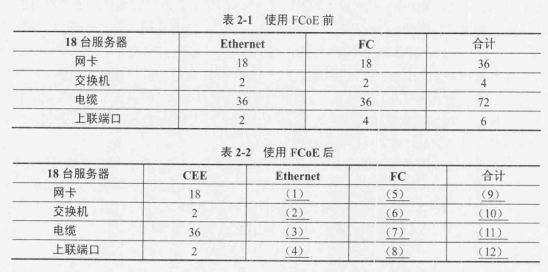 表 2-1 使用 FCoE 前
18 台服务器 Ethernet FC 合计
网卡 18 18 36
交换机 2 2 4
电缆 36 36 72
上联端口 2 4 6
表 2-2 使用 FCoE 后
18 台服务器 CEE Ethernet FC 合计
网卡 18 (1) (5) (9)
交换机 2 (2) (6) (10)
电缆 36 (3) (7) (11)
上联端口 2 (4) (8) (12)